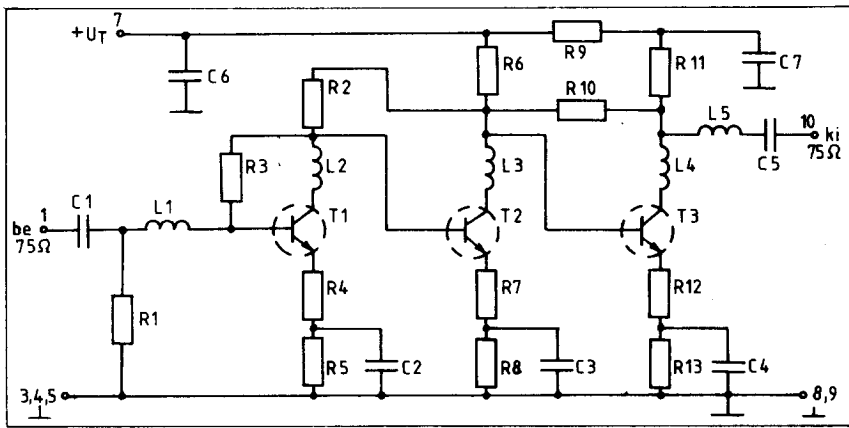 +UT 7
C6
R2
R6
R9
R10
R11
C7
L5
10 ki
75Ω
C5
R3
L2
L3
L4
C1
L1
T1
T2
T3
be 1
75Ω
R1
R4
R7
R12
R5
C2
R8
C3
R13
C4
3,4,5
8,9